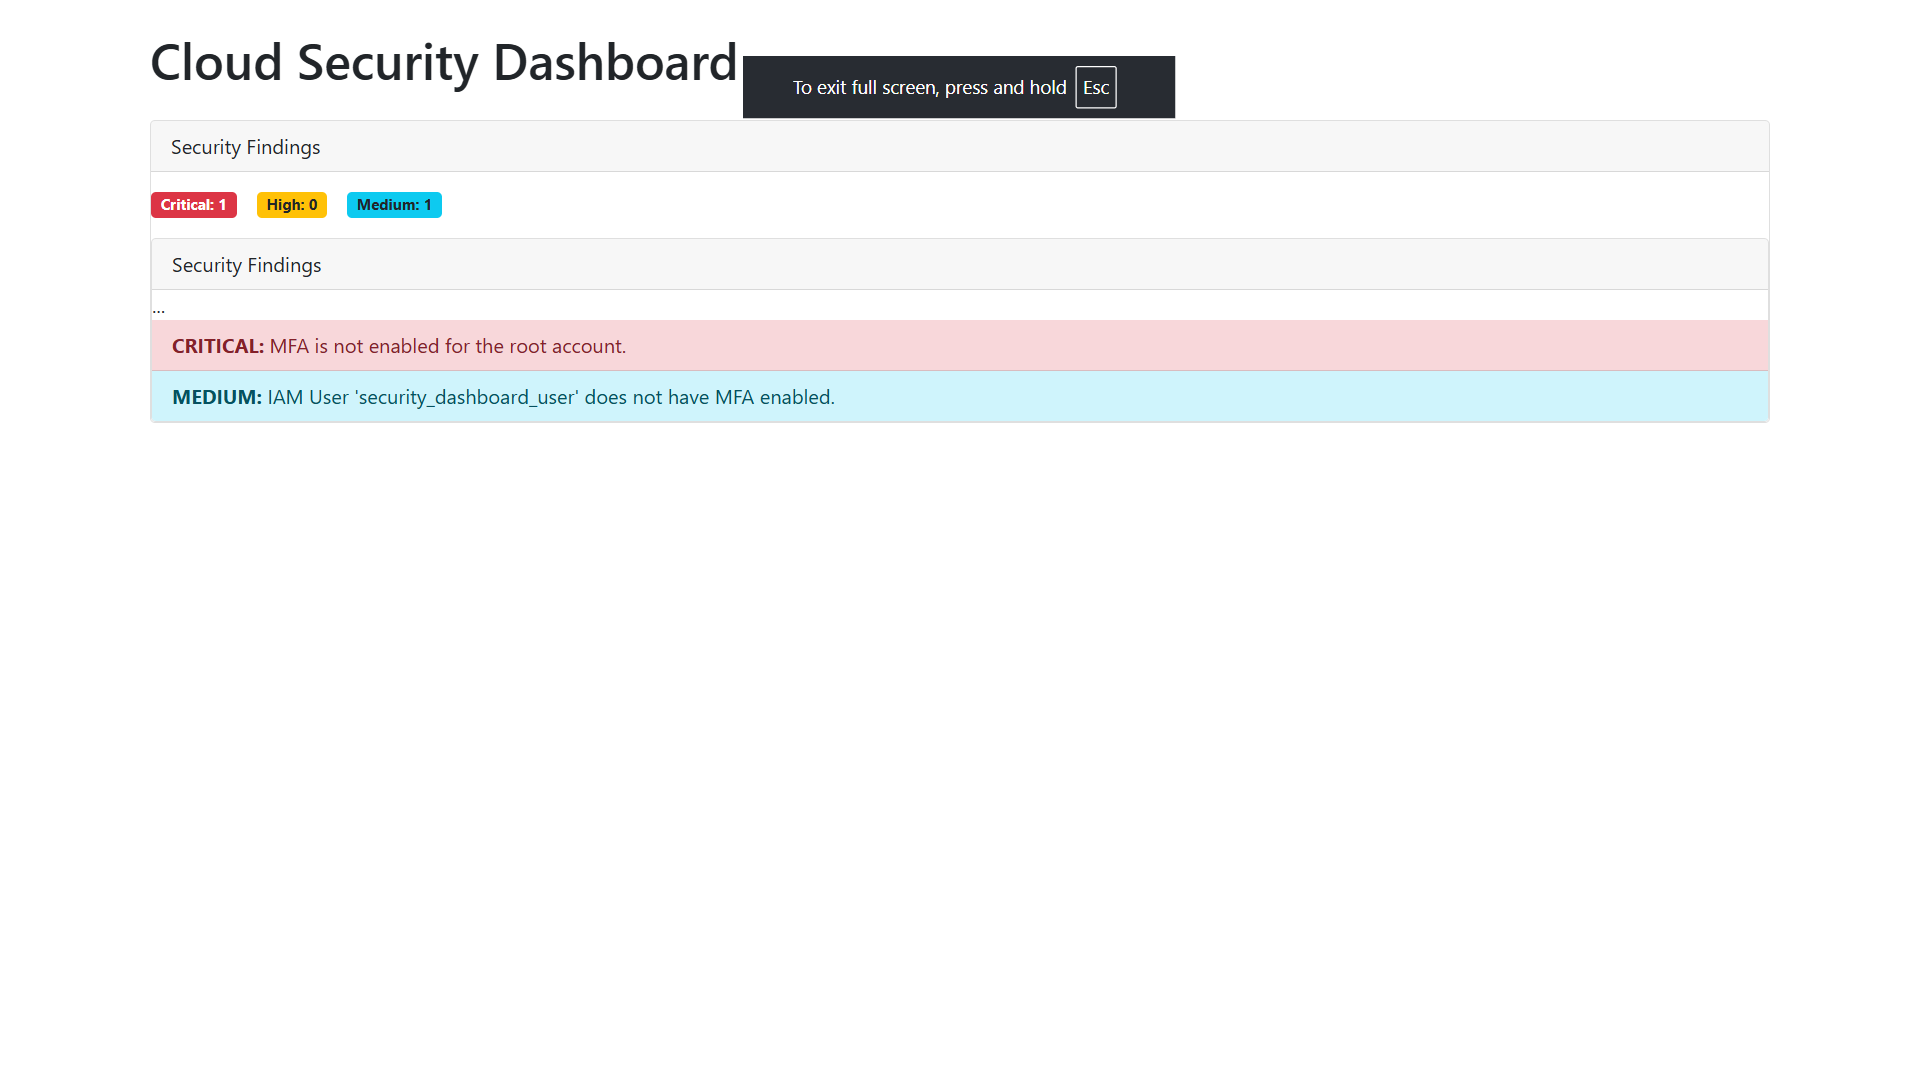 Cloud Security Dashboard
To exit full screen, press and hold Esc
Security Findings
Critical: 1 High: 0 Medium: 1
Security Findings
...
CRITICAL: MFA is not enabled for the root account.
MEDIUM: IAM User 'security_dashboard_user' does not have MFA enabled.